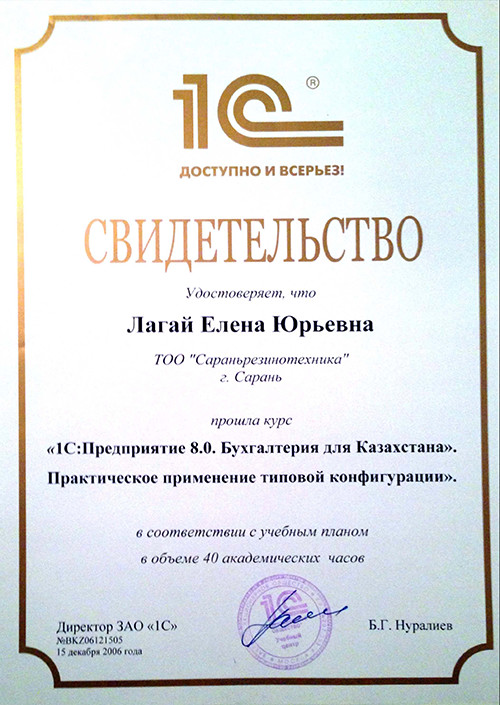 1С®
ДОСТУПНО И ВСЕРЬЕЗ!
СВИДЕТЕЛЬСТВО
Удостоверяет, что
Лагай Елена Юрьевна
ТОО "Сараньрезинотехника"
г. Сарань
прошла курс
«1С:Предприятие 8.0. Бухгалтерия для Казахстана».
Практическое применение типовой конфигурации».
в соответствии с учебным планом
в объеме 40 академических часов
1С
Учебный
центр
Директор ЗАО «1С»
Б.Г. Нуралиев
№BKZ06121505
15 декабря 2006 года